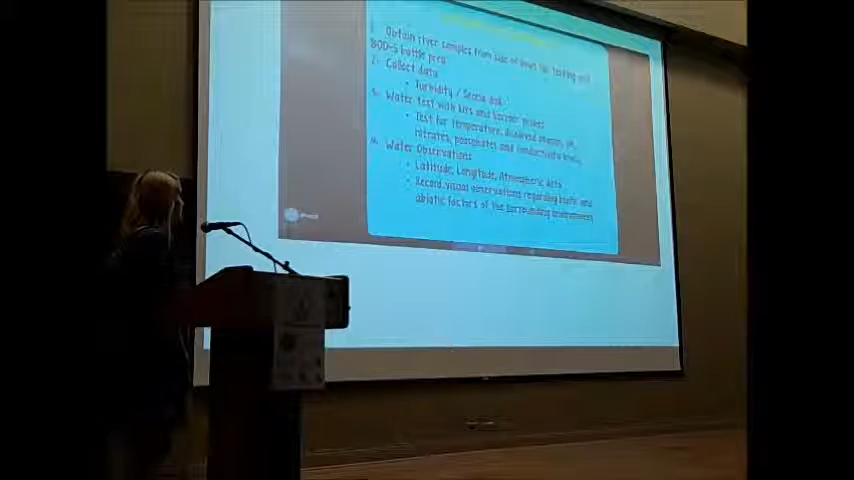 1. Obtain river samples from side of river for testing and
BOD-5 bottle prep
2. Collect data
• Turbidity / Secchi disk
3. Water test with kits and sensor probes
• Test for temperature, dissolved oxygen, pH,
nitrates, phosphates and conductivity levels
4. Water Observations
• Latitude, Longitude, Atmospheric data
• Record visual observations regarding biotic and
abiotic factors of the surrounding environment